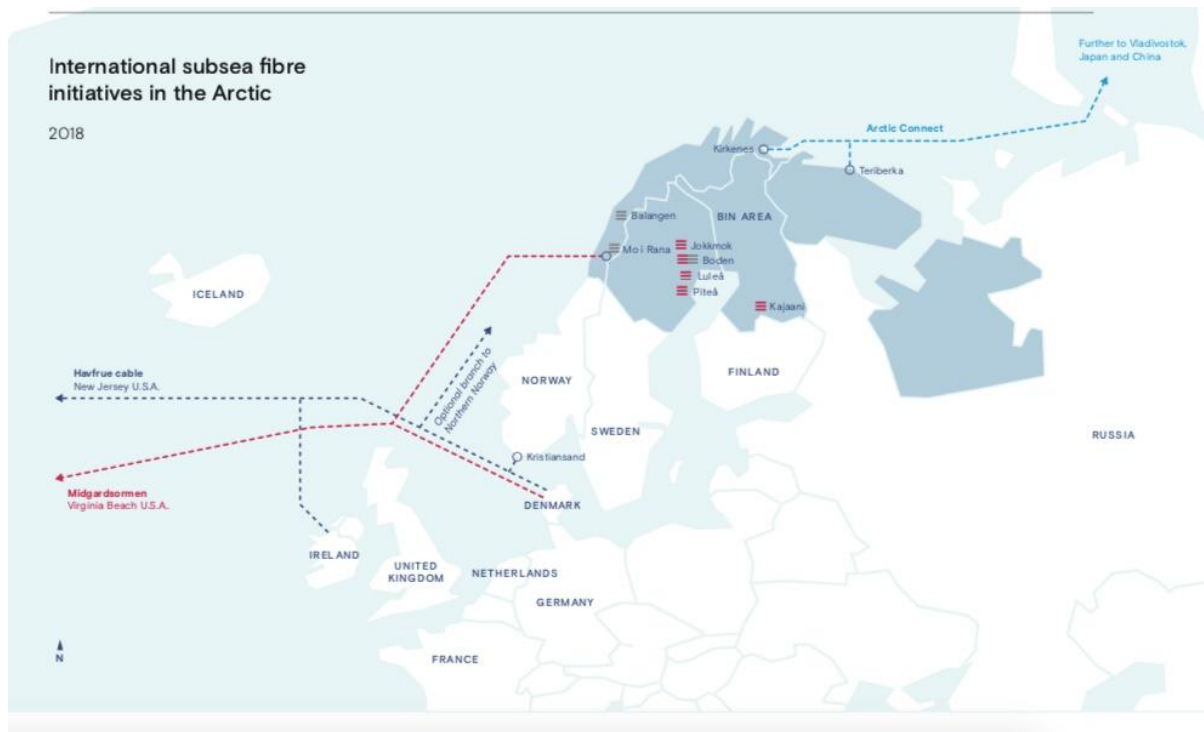 International subsea fibre
initiatives in the Arctic
2018
Further to Vladivostok,
Japan and China
Arctic Connect
Kirkenes
Teriberka
Balangen
BIN AREA
Mo i Rana
Jokkmok
Boden
Luleå
Piteå
Kajaani
ICELAND
Havfrue cable
New Jersey U.S.A.
Optional branch to
Northern Norway
NORWAY
FINLAND
SWEDEN
RUSSIA
Kristiansand
Midgardsormen
Virginia Beach U.S.A.
DENMARK
IRELAND
UNITED
KINGDOM
NETHERLANDS
GERMANY
N
FRANCE